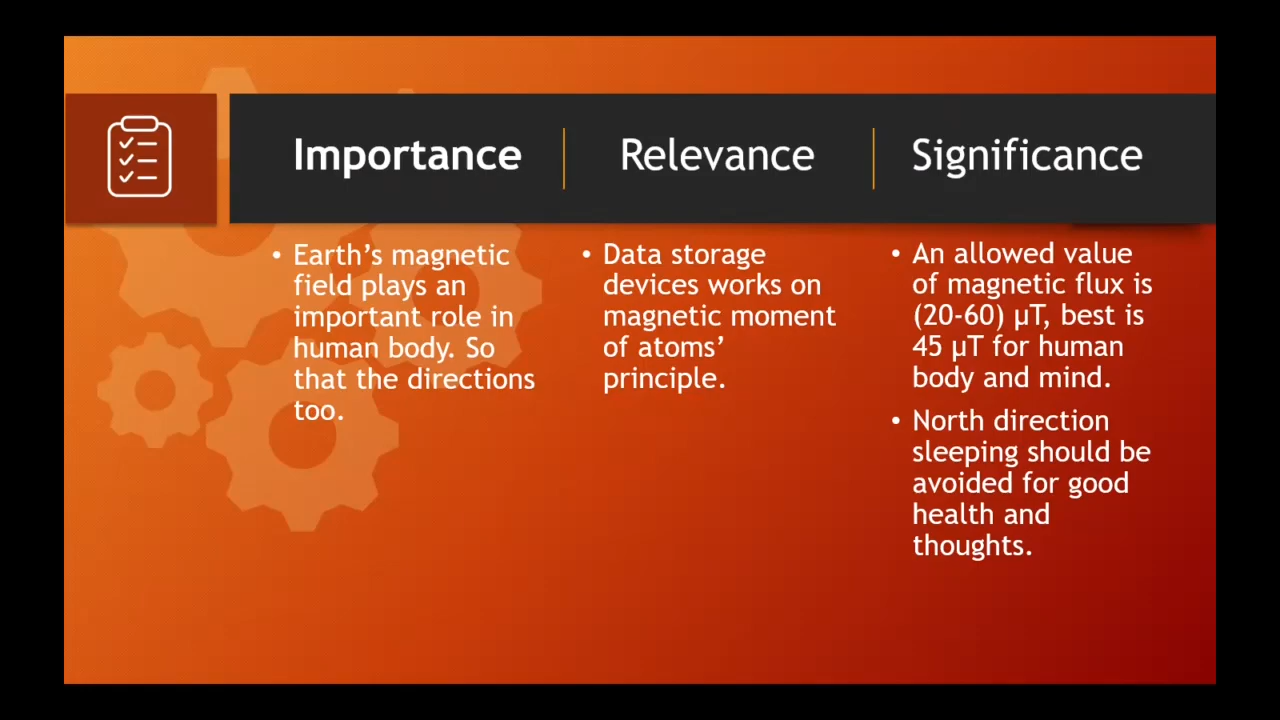 Importance
Relevance
Significance
• Earth’s magnetic
field plays an
important role in
human body. So
that the directions
too.
• Data storage
devices works on
magnetic moment
of atoms’
principle.
• An allowed value
of magnetic flux is
(20-60) µT, best is
45 µT for human
body and mind.
• North direction
sleeping should be
avoided for good
health and
thoughts.